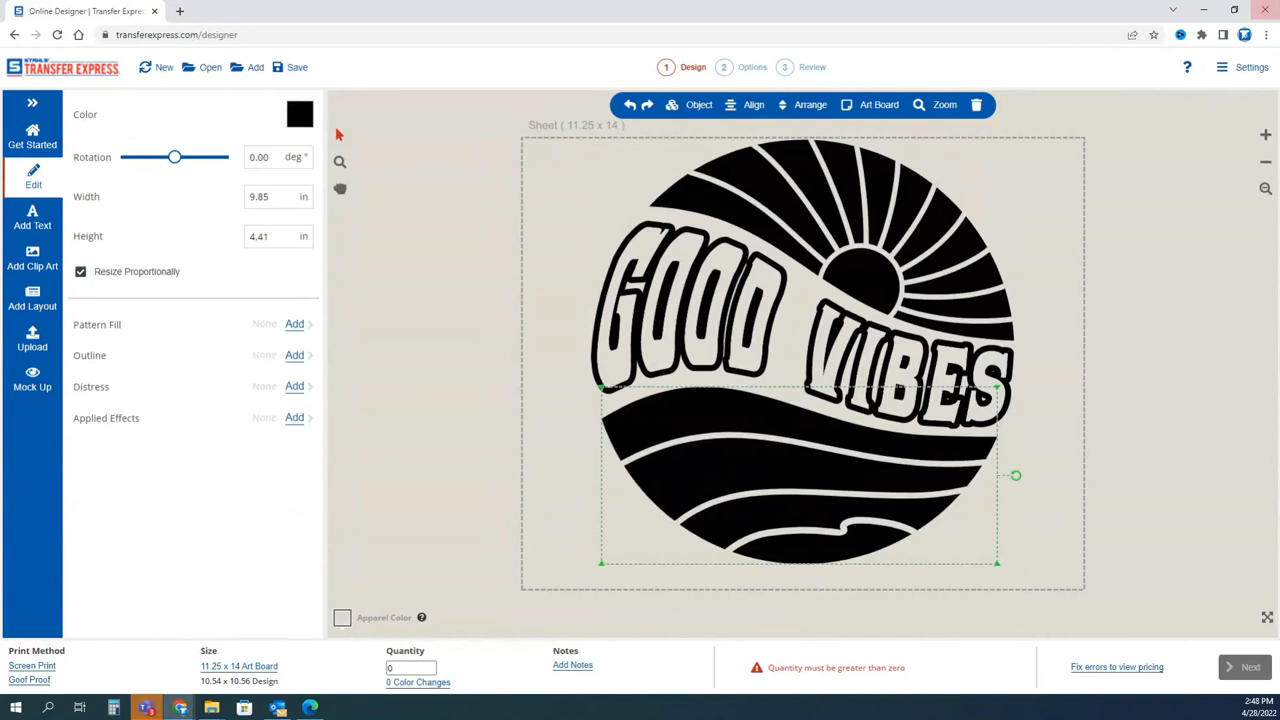 Online Designer | Transfer Expres
transferexpress.com/designer
STAHLS' TRANSFER EXPRESS
New
Open
Add
Save
1 Design
2 Options
3 Review
? Settings
Object
Align
Arrange
Art Board
Zoom
Get Started
Edit
Add Text
Add Clip Art
Add Layout
Upload
Mock Up
Color
Rotation 0.00 deg °
Width 9.85 in
Height 4.41 in
Resize Proportionally
Pattern Fill None Add
Outline None Add
Distress None Add
Applied Effects None Add
Sheet ( 11.25 x 14 )
GOOD VIBES
Apparel Color ?
Print Method
Screen Print
Goof Proof
Size
11.25 x 14 Art Board
10.54 x 10.56 Design
Quantity
0
0 Color Changes
Notes
Add Notes
Quantity must be greater than zero
Fix errors to view pricing
Next
2:48 PM
4/28/2022